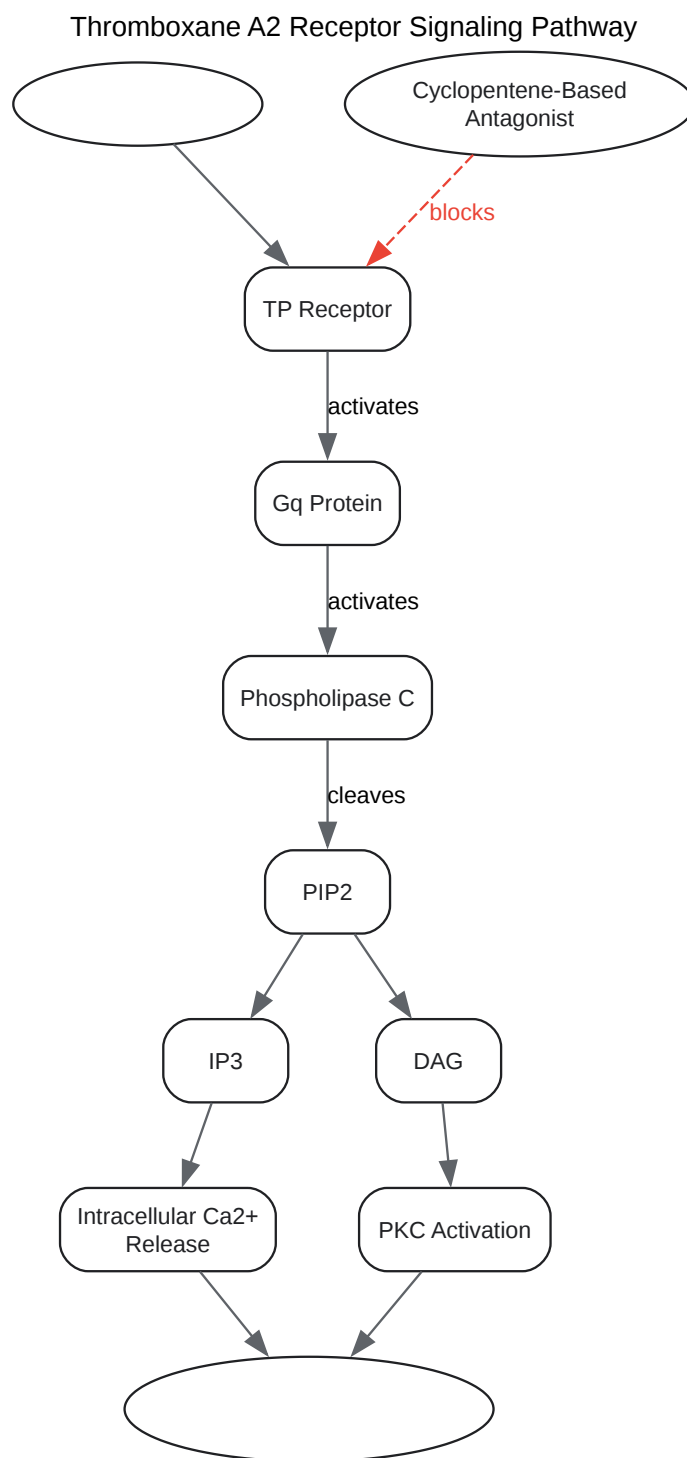 Thromboxane A2 Receptor Signaling Pathway
Cyclopentene-Based
Antagonist
blocks
TP Receptor
activates
Gq Protein
activates
Phospholipase C
cleaves
PIP2
IP3
DAG
Intracellular Ca2+
Release
PKC Activation